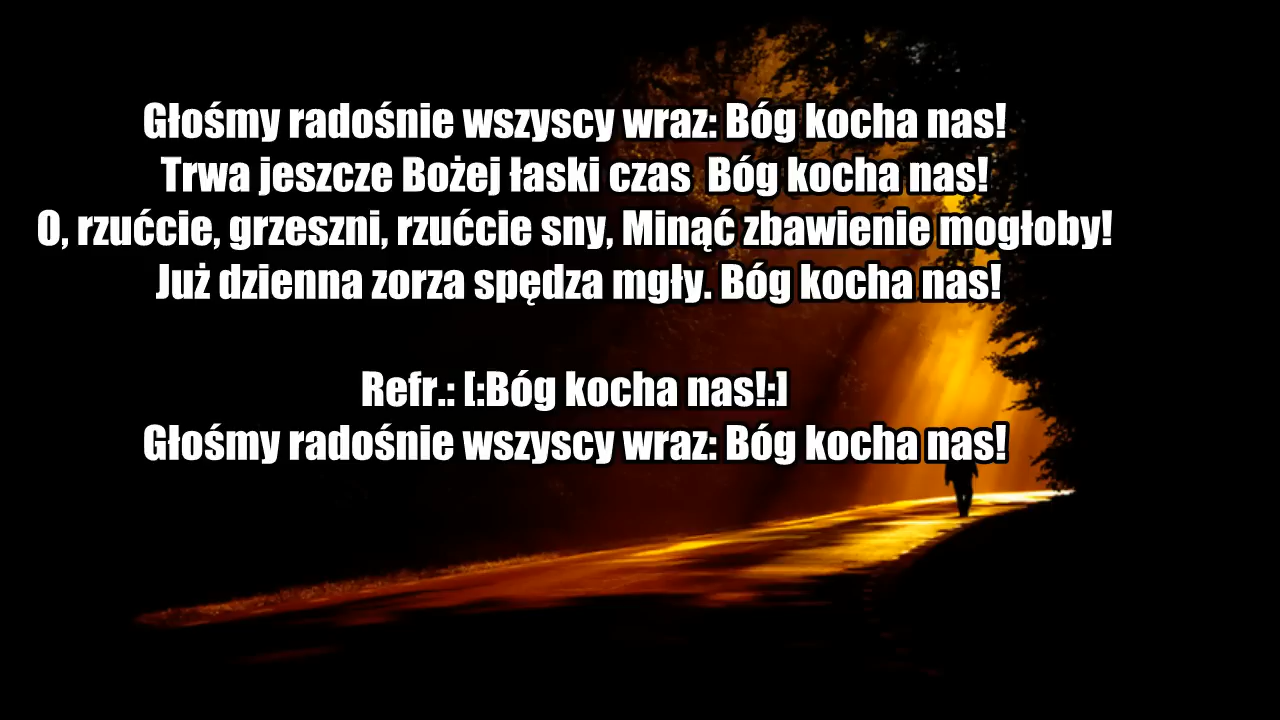 Głośmy radośnie wszyscy wraz: Bóg kocha nas!
Trwa jeszcze Bożej łaski czas  Bóg kocha nas!
O, rzućcie, grzeszni, rzućcie sny, Minąć zbawienie mogłoby!
Już dzienna zorza spędza mgły. Bóg kocha nas!
Refr.: [:Bóg kocha nas!:]
Głośmy radośnie wszyscy wraz: Bóg kocha nas!